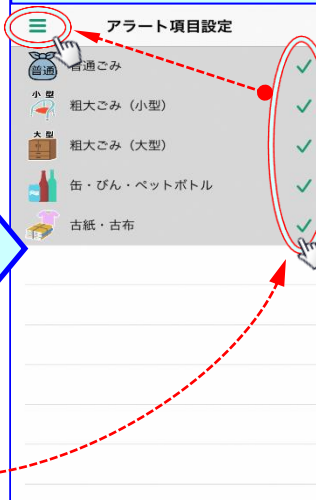 アラート項目設定
普通
普通ごみ
小型
粗大ごみ（小型）
大型
粗大ごみ（大型）
缶・びん・ペットボトル
古紙・古布